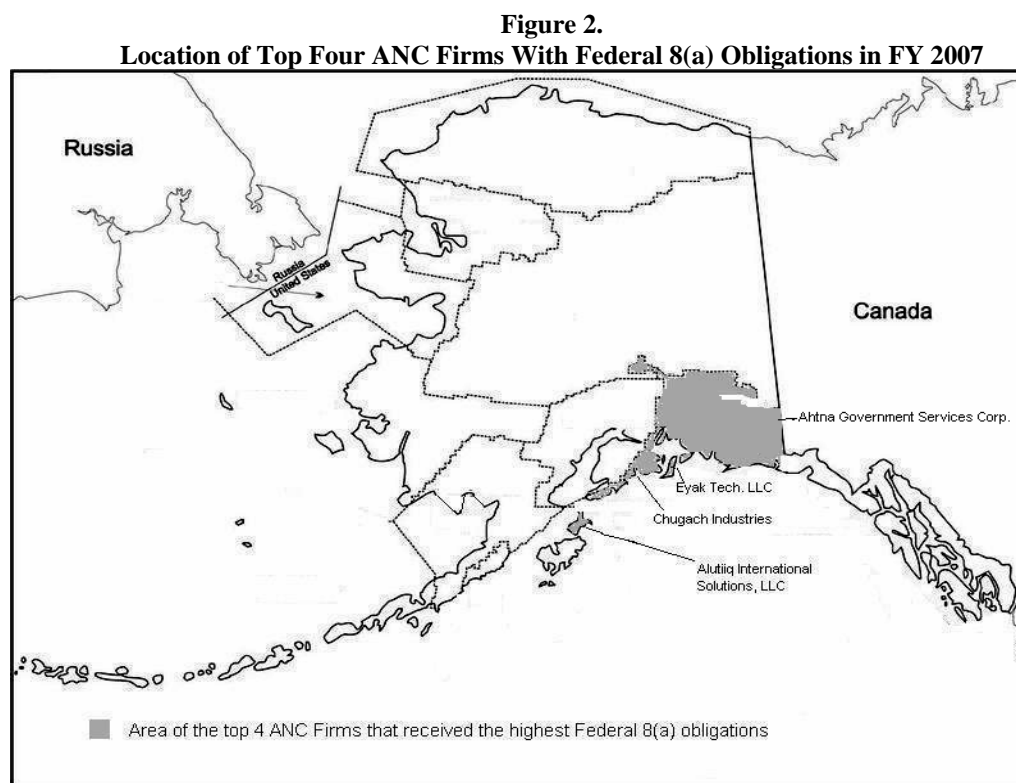 Figure 2.
Location of Top Four ANC Firms With Federal 8(a) Obligations in FY 2007
Russia
Russia
United States
Canada
Ahtna Government Services Corp.
Eyak Tech. LLC
Chugach Industries
Alutiiq International
Solutions, LLC
Area of the top 4 ANC Firms that received the highest Federal 8(a) obligations